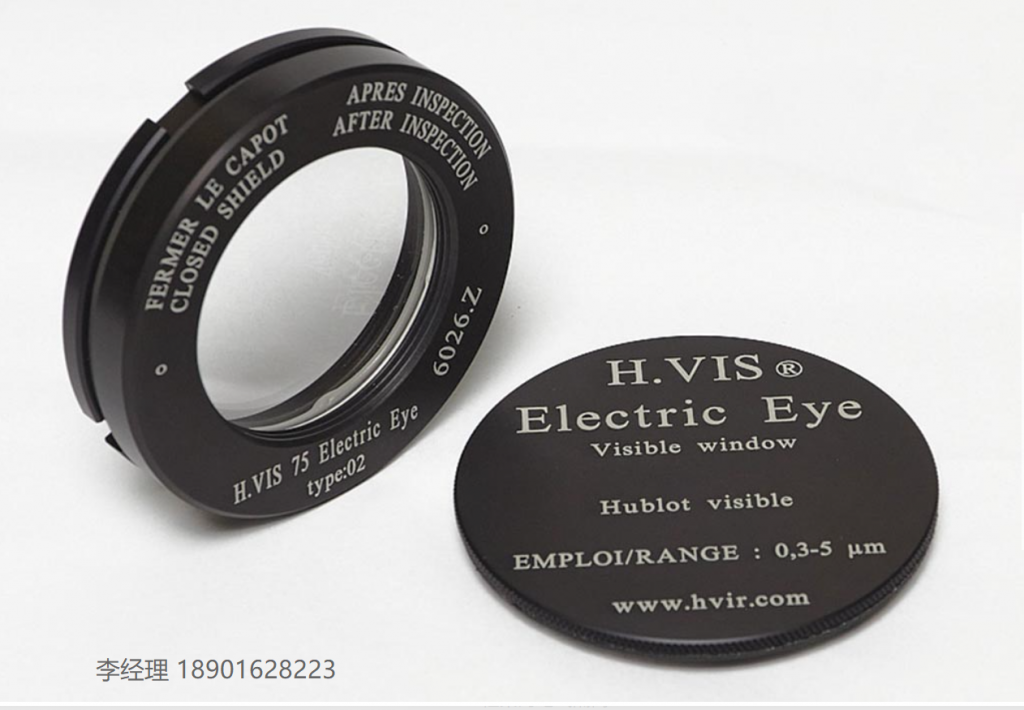 FERMER LE CAPOT
CLOSED SHIELD
APRES INSPECTION
AFTER INSPECTION
6026.Z
H.VIS 75 Electric Eye
type:02
H.VIS ®
Electric Eye
Visible window
Hublot visible
EMPLOI/RANGE : 0,3-5 µm
www.hvir.com
李经理 18901628223